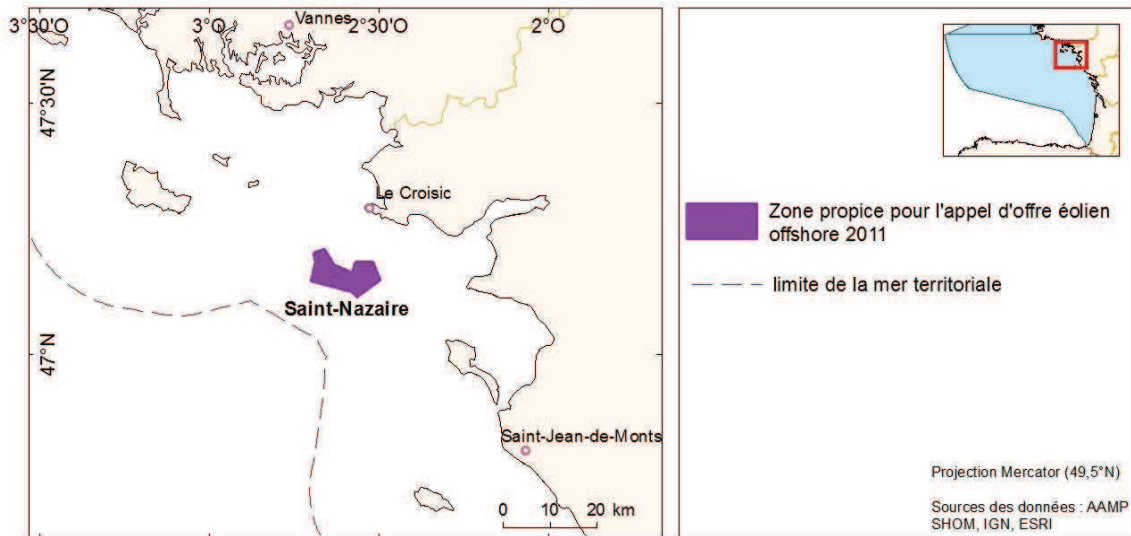 3°30'O
3°O
2°30'O
2°O
Vannes
47°30'N
Le Croisic
Saint-Nazaire
47°N
Saint-Jean-de-Monts
0 10 20 km
Zone propice pour l'appel d'offre éolien
offshore 2011
limite de la mer territoriale
Projection Mercator (49,5°N)
Sources des données : AAMP
SHOM, IGN, ESRI